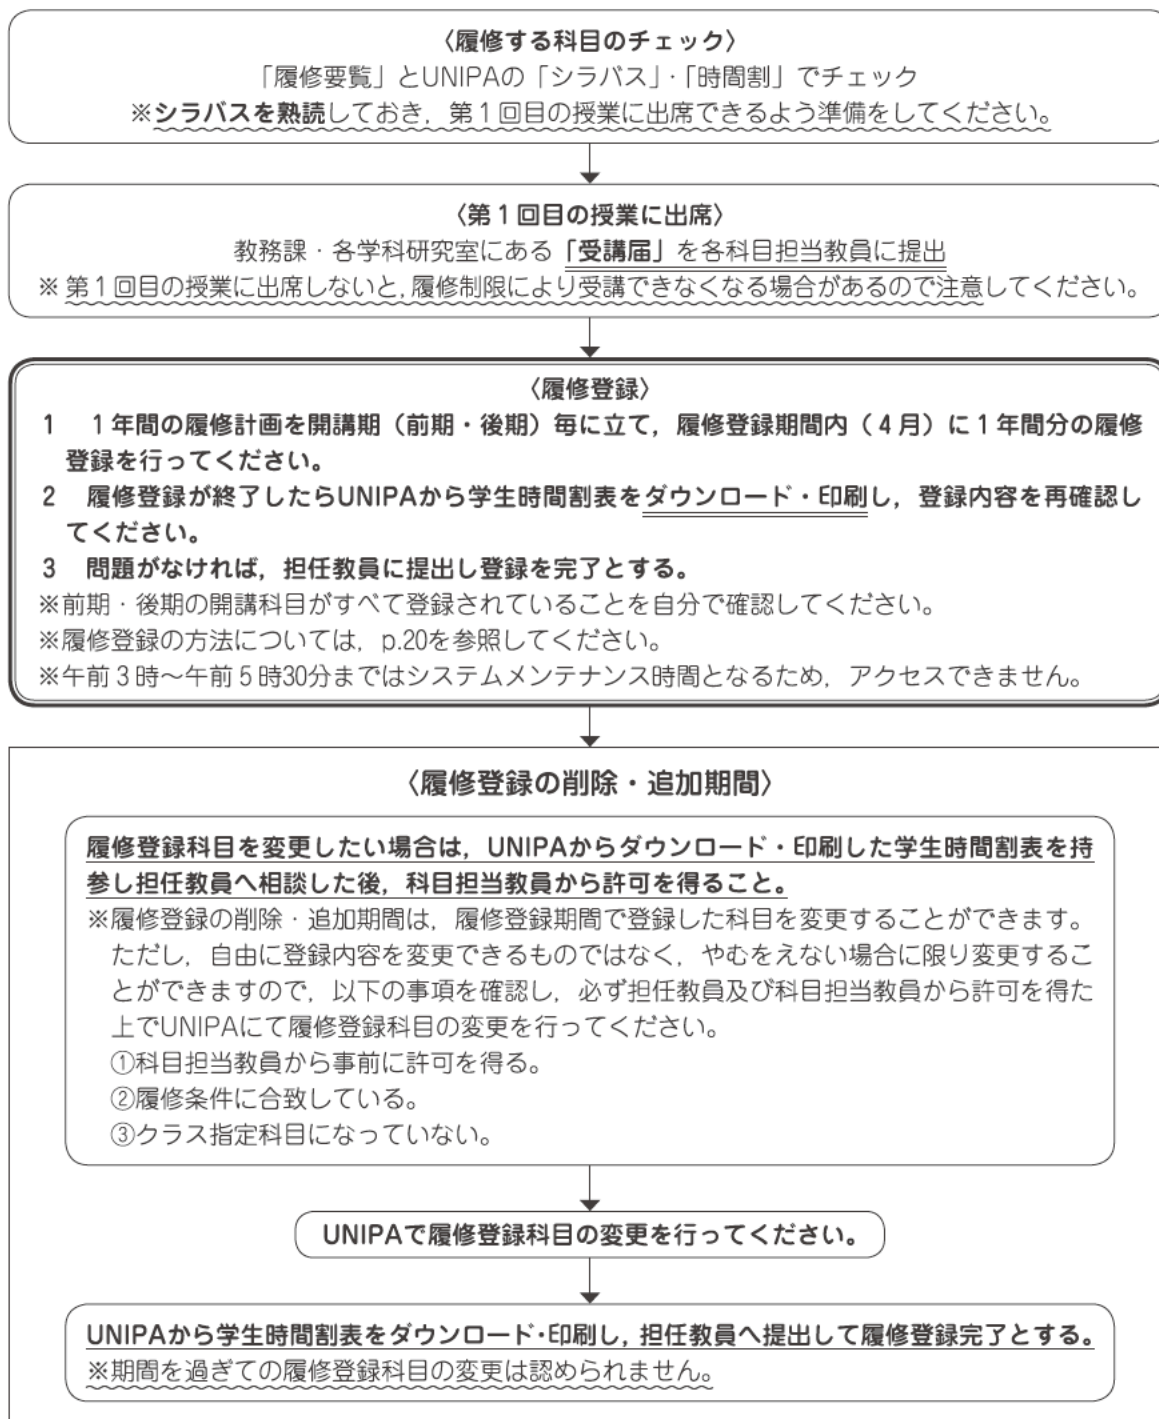 〈履修する科目のチェック〉
「履修要覧」とUNIPAの「シラバス」・「時間割」でチェック
※シラバスを熟読しておき，第１回目の授業に出席できるよう準備をしてください。
〈第１回目の授業に出席〉
教務課・各学科研究室にある「受講届」を各科目担当教員に提出
※第１回目の授業に出席しないと，履修制限により受講できなくなる場合があるので注意してください。
〈履修登録〉
1　１年間の履修計画を開講期（前期・後期）毎に立て，履修登録期間内（４月）に１年間分の履修
登録を行ってください。
2　履修登録が終了したらUNIPAから学生時間割表をダウンロード・印刷し，登録内容を再確認し
てください。
3　問題がなければ，担任教員に提出し登録を完了とする。
※前期・後期の開講科目がすべて登録されていることを自分で確認してください。
※履修登録の方法については，p.20を参照してください。
※午前３時～午前５時30分まではシステムメンテナンス時間となるため，アクセスできません。
〈履修登録の削除・追加期間〉
履修登録科目を変更したい場合は，UNIPAからダウンロード・印刷した学生時間割表を持
参し担任教員へ相談した後，科目担当教員から許可を得ること。
※履修登録の削除・追加期間は，履修登録期間で登録した科目を変更することができます。
ただし，自由に登録内容を変更できるものではなく，やむをえない場合に限り変更するこ
とができますので，以下の事項を確認し，必ず担任教員及び科目担当教員から許可を得た
上でUNIPAにて履修登録科目の変更を行ってください。
①科目担当教員から事前に許可を得る。
②履修条件に合致している。
③クラス指定科目になっていない。
UNIPAで履修登録科目の変更を行ってください。
UNIPAから学生時間割表をダウンロード・印刷し，担任教員へ提出して履修登録完了とする。
※期間を過ぎての履修登録科目の変更は認められません。